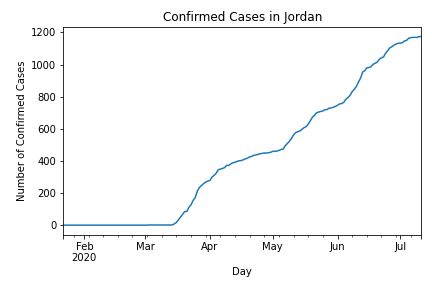 Confirmed Cases in Jordan
1200
1000
800
600
400
200
0
Number of Confirmed Cases
Feb Mar Apr May Jun Jul
2020
Day